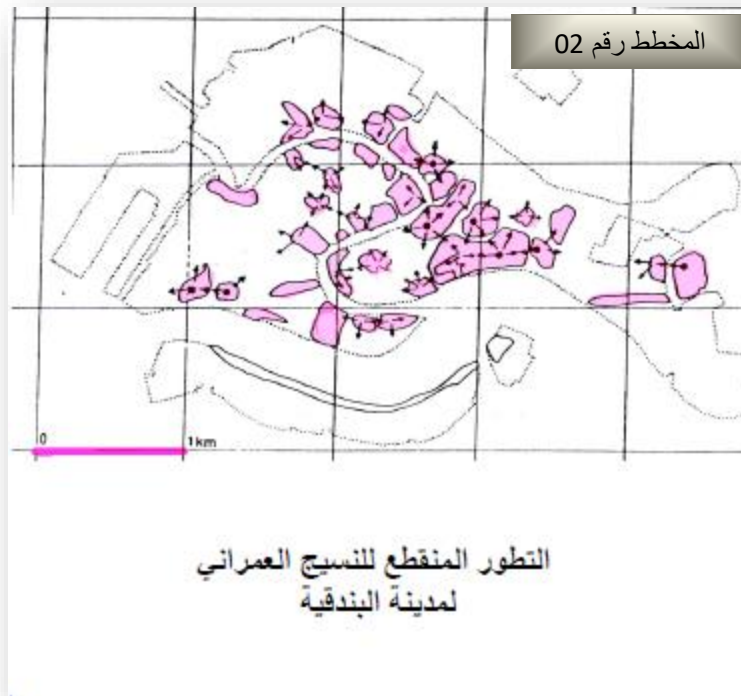 المخطط رقم 02
0
1km
التطور المنقطع للنسيج العمراني
لمدينة البندقية